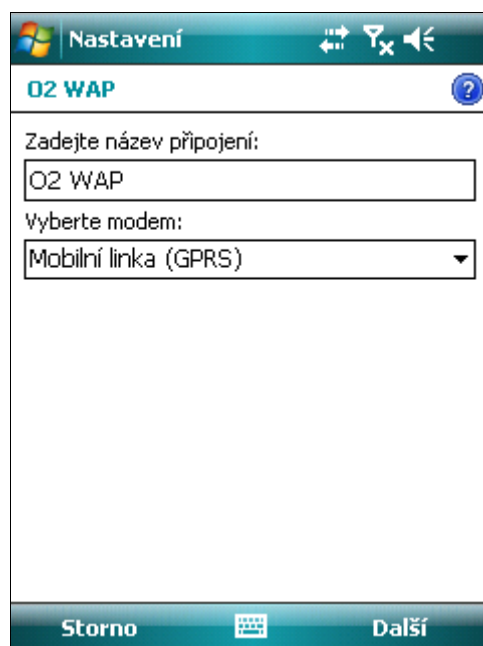 Nastavení
O2 WAP
Zadejte název připojení:
O2 WAP
Vyberte modem:
Mobilní linka (GPRS)
Storno
Další